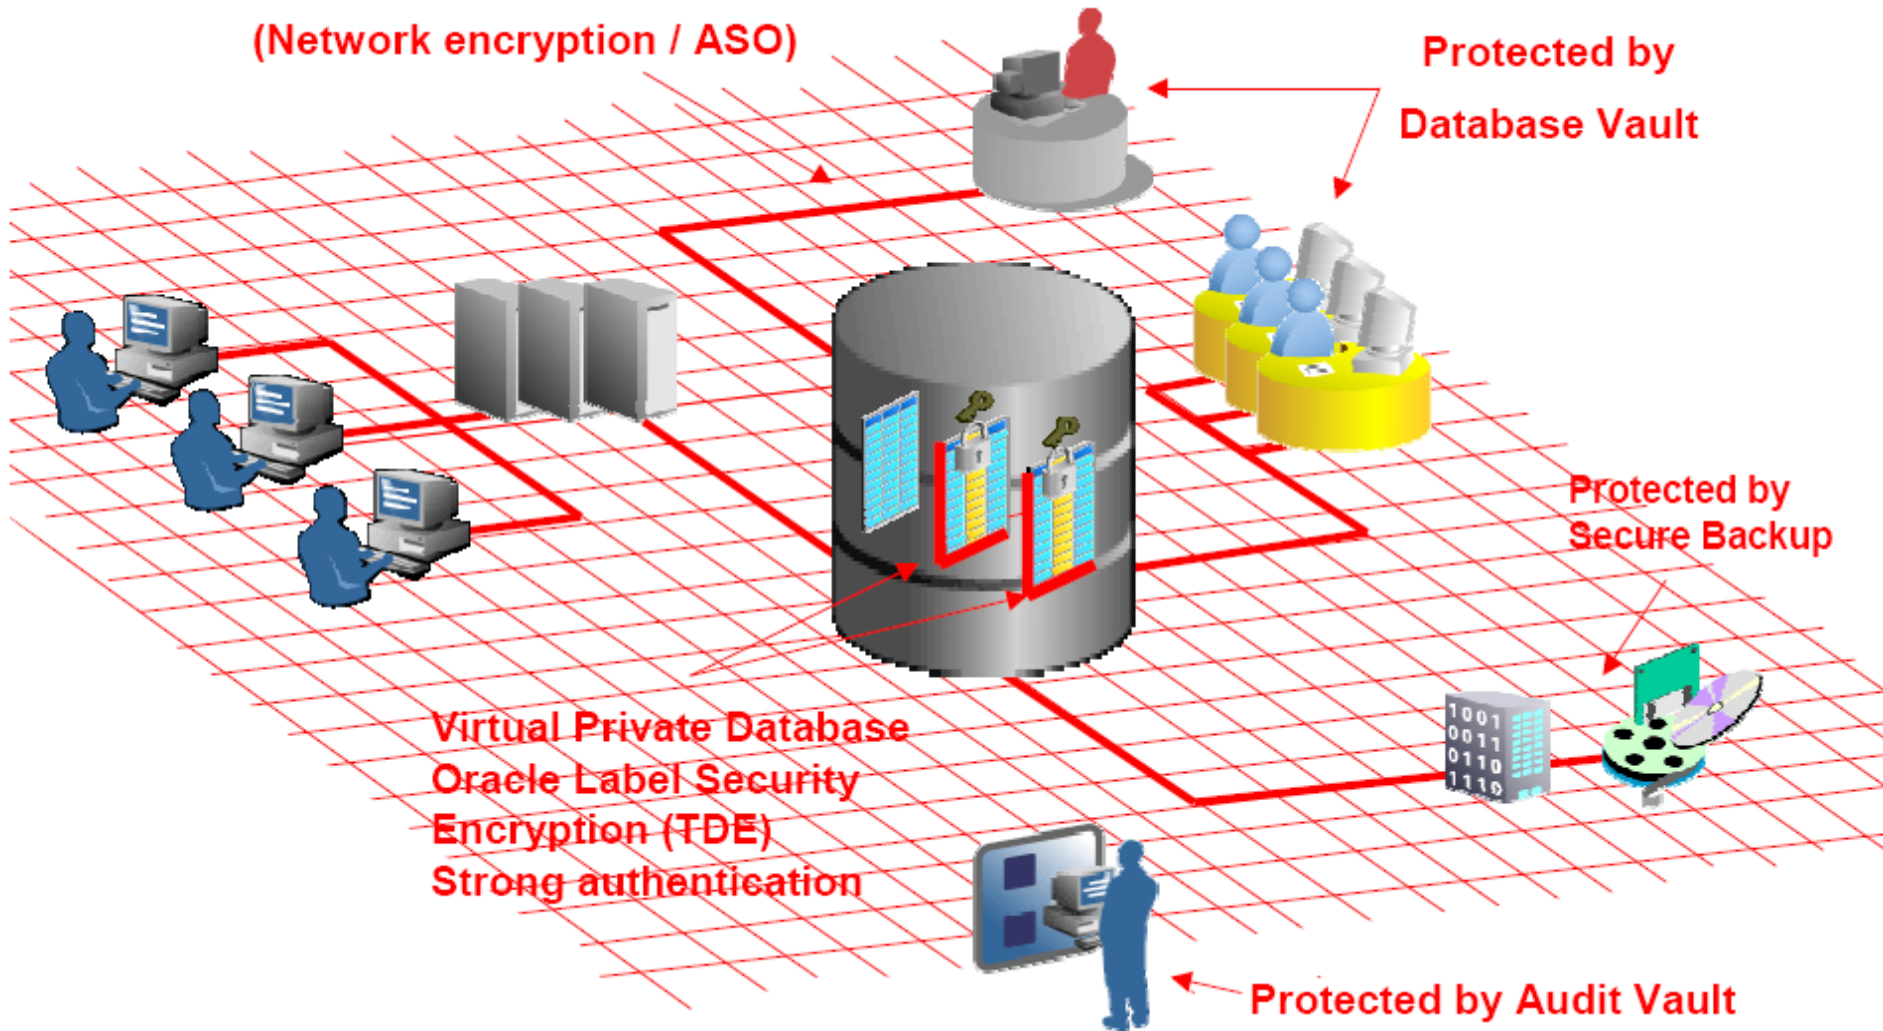 (Network encryption / ASO)
Protected by
Database Vault
Protected by
Secure Backup
1001
0011
0110
1110
Virtual Private Database
Oracle Label Security
Encryption (TDE)
Strong authentication
Protected by Audit Vault